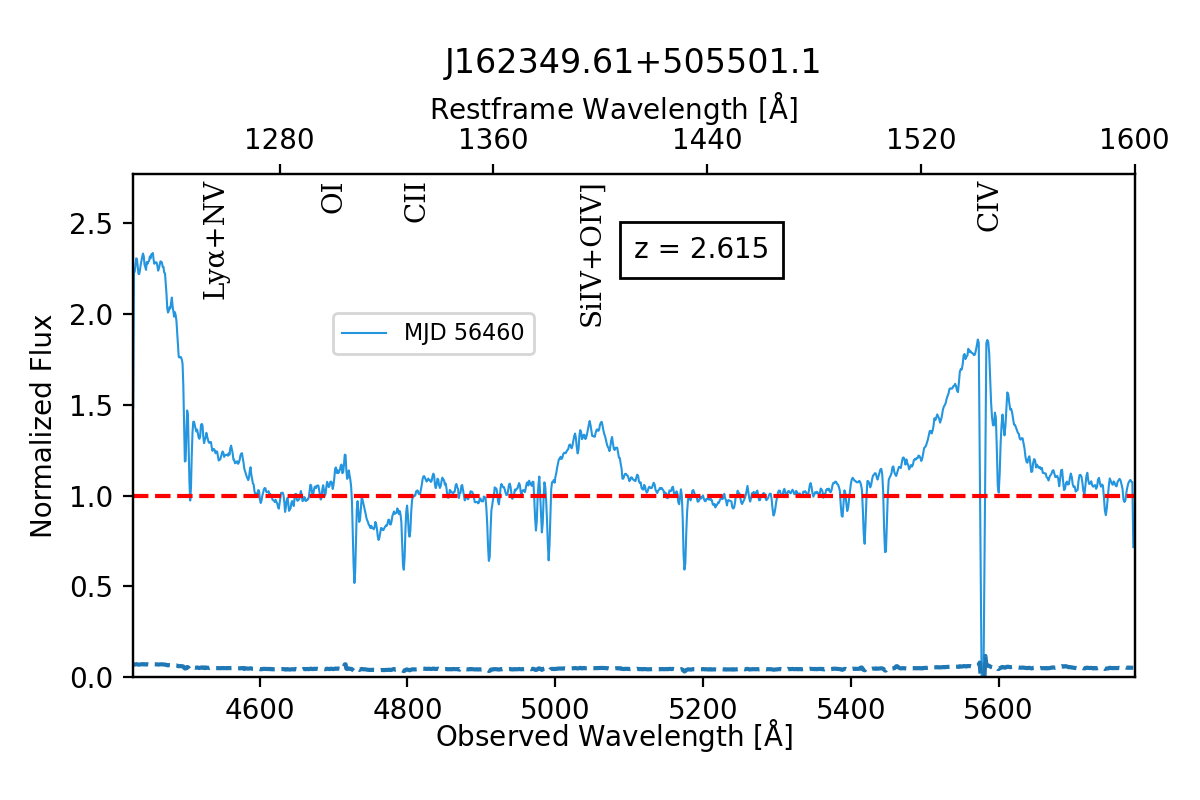 J162349.61+505501.1
Restframe Wavelength [Å]
1280 1360 1440 1520 1600
Lyα+NV
OI
CII
SiIV+OIV]
CIV
z = 2.615
MJD 56460
Normalized Flux
2.5
2.0
1.5
1.0
0.5
0.0
4600 4800 5000 5200 5400 5600
Observed Wavelength [Å]